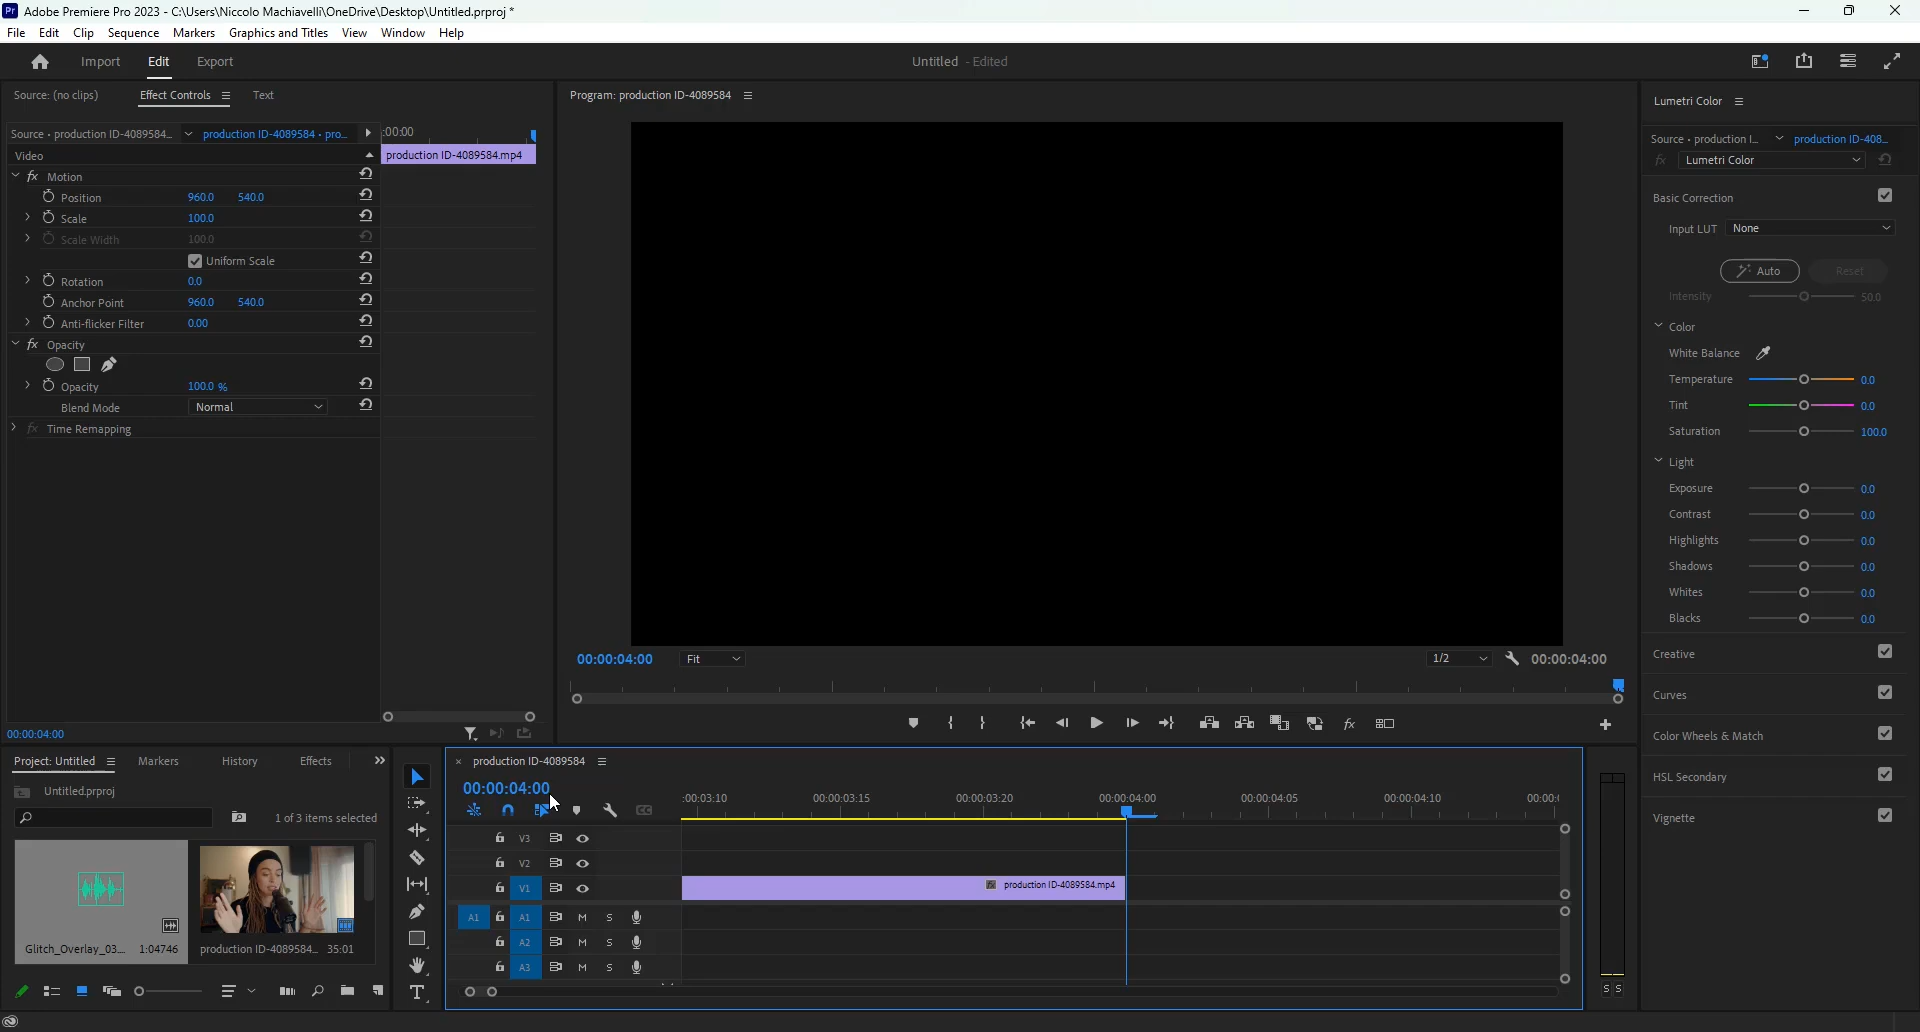 Pr Adobe Premiere Pro 2023 - C:\Users\Niccolo Machiavelli\OneDrive\Desktop\Untitled.prproj *
File Edit Clip Sequence Markers Graphics and Titles View Window Help
Import Edit Export Untitled - Edited
Source: (no clips) Effect Controls Text
Source • production ID-4089584... production ID-4089584 • pro...
:00:00
Video
production ID-4089584.mp4
fx Motion
Position 960.0 540.0
Scale 100.0
Scale Width 100.0
Uniform Scale
Rotation 0.0
Anchor Point 960.0 540.0
Anti-flicker Filter 0.00
fx Opacity
Opacity 100.0 %
Blend Mode Normal
fx Time Remapping
00:00:04:00
Program: production ID-4089584
00:00:04:00 Fit 1/2 00:00:04:00
fx
Lumetri Color
Source • production I... production ID-408...
fx Lumetri Color
Basic Correction
Input LUT None
Auto Reset
Intensity 50.0
Color
White Balance
Temperature 0.0
Tint 0.0
Saturation 100.0
Light
Exposure 0.0
Contrast 0.0
Highlights 0.0
Shadows 0.0
Whites 0.0
Blacks 0.0
Creative
Curves
Color Wheels & Match
HSL Secondary
Vignette
Project: Untitled Markers History Effects
Untitled.prproj
1 of 3 items selected
Glitch_Overlay_03... 1:04746
production ID-4089584... 35:01
T
× production ID-4089584
00:00:04:00
:00:03:10 00:00:03:15 00:00:03:20 00:00:04:00 00:00:04:05 00:00:04:10 00:00:
V3
V2
V1
fx production ID-4089584.mp4
A1 A1 M S
A2 M S
A3 M S
S S